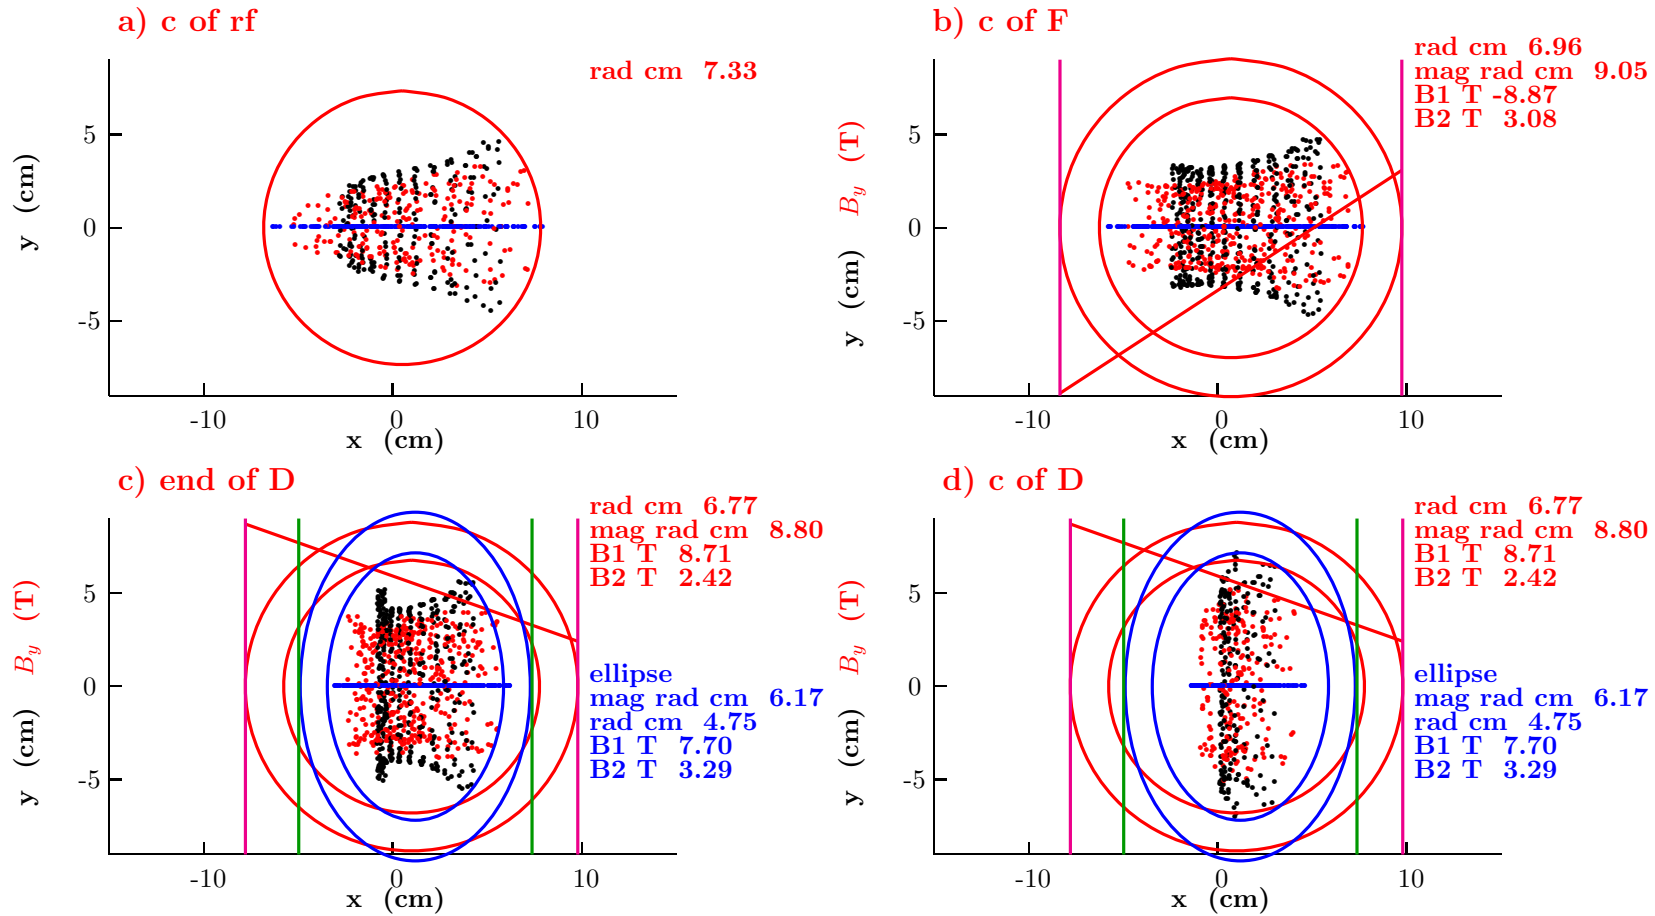 a) c of rf
rad cm 7.33
y (cm)
5
0
-5
-10
0
10
x (cm)
b) c of F
rad cm 6.96
mag rad cm 9.05
B1 T -8.87
B2 T 3.08
y (cm) B_y (T)
5
0
-5
-10
0
10
x (cm)
c) end of D
rad cm 6.77
mag rad cm 8.80
B1 T 8.71
B2 T 2.42
ellipse
mag rad cm 6.17
rad cm 4.75
B1 T 7.70
B2 T 3.29
y (cm) B_y (T)
5
0
-5
-10
0
10
x (cm)
d) c of D
rad cm 6.77
mag rad cm 8.80
B1 T 8.71
B2 T 2.42
ellipse
mag rad cm 6.17
rad cm 4.75
B1 T 7.70
B2 T 3.29
y (cm) B_y (T)
5
0
-5
-10
0
10
x (cm)